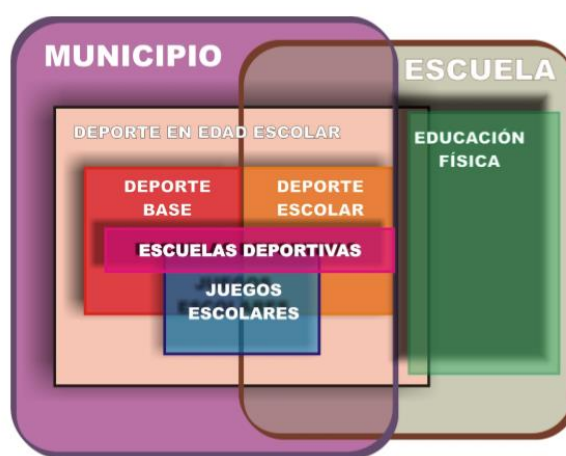 MUNICIPIO
ESCUELA
DEPORTE EN EDAD ESCOLAR
EDUCACIÓN
FÍSICA
DEPORTE
BASE
DEPORTE
ESCOLAR
ESCUELAS DEPORTIVAS
JUEGOS
ESCOLARES